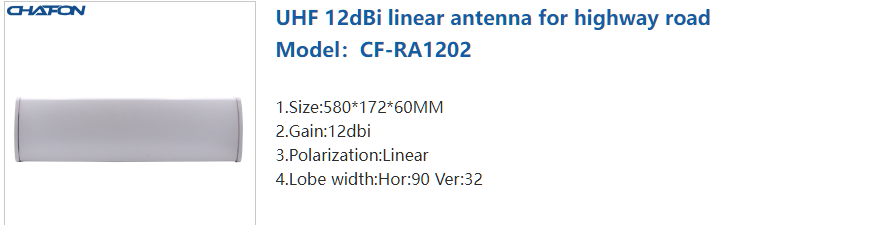 CHAFON
UHF 12dBi linear antenna for highway road
Model：CF-RA1202
1.Size:580*172*60MM
2.Gain:12dbi
3.Polarization:Linear
4.Lobe width:Hor:90 Ver:32